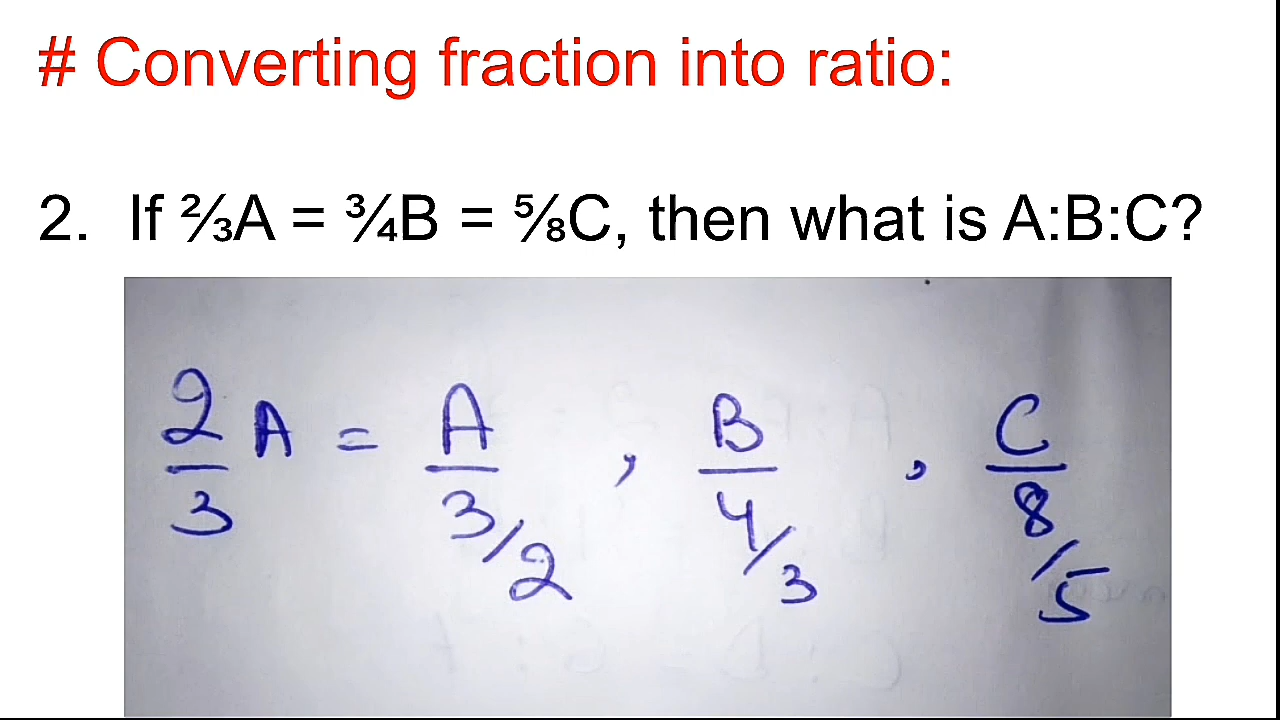 # Converting fraction into ratio:
2. If ⅔A = ¾B = ⅝C, then what is A:B:C?
2/3 A = A/3/2 , B/4/3 , C/8/5